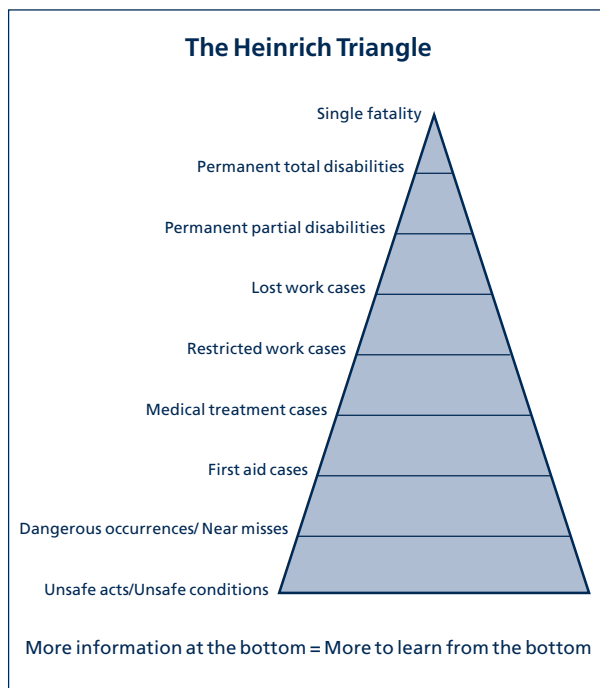 The Heinrich Triangle
Single fatality
Permanent total disabilities
Permanent partial disabilities
Lost work cases
Restricted work cases
Medical treatment cases
First aid cases
Dangerous occurrences/ Near misses
Unsafe acts/Unsafe conditions
More information at the bottom = More to learn from the bottom